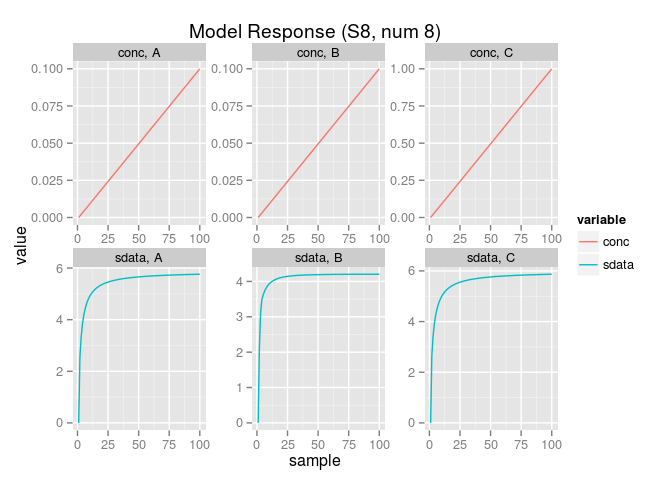 Model Response (S8, num 8)
conc, A
conc, B
conc, C
0.100
0.075
0.050
0.025
0.000
0.100
0.075
0.050
0.025
0.000
1.00
0.75
0.50
0.25
0.00
0 25 50 75 100
0 25 50 75 100
0 25 50 75 100
value
sdata, A
sdata, B
sdata, C
6
4
2
0
4
3
2
1
0
6
4
2
0
0 25 50 75 100
0 25 50 75 100
0 25 50 75 100
sample
variable
conc
sdata